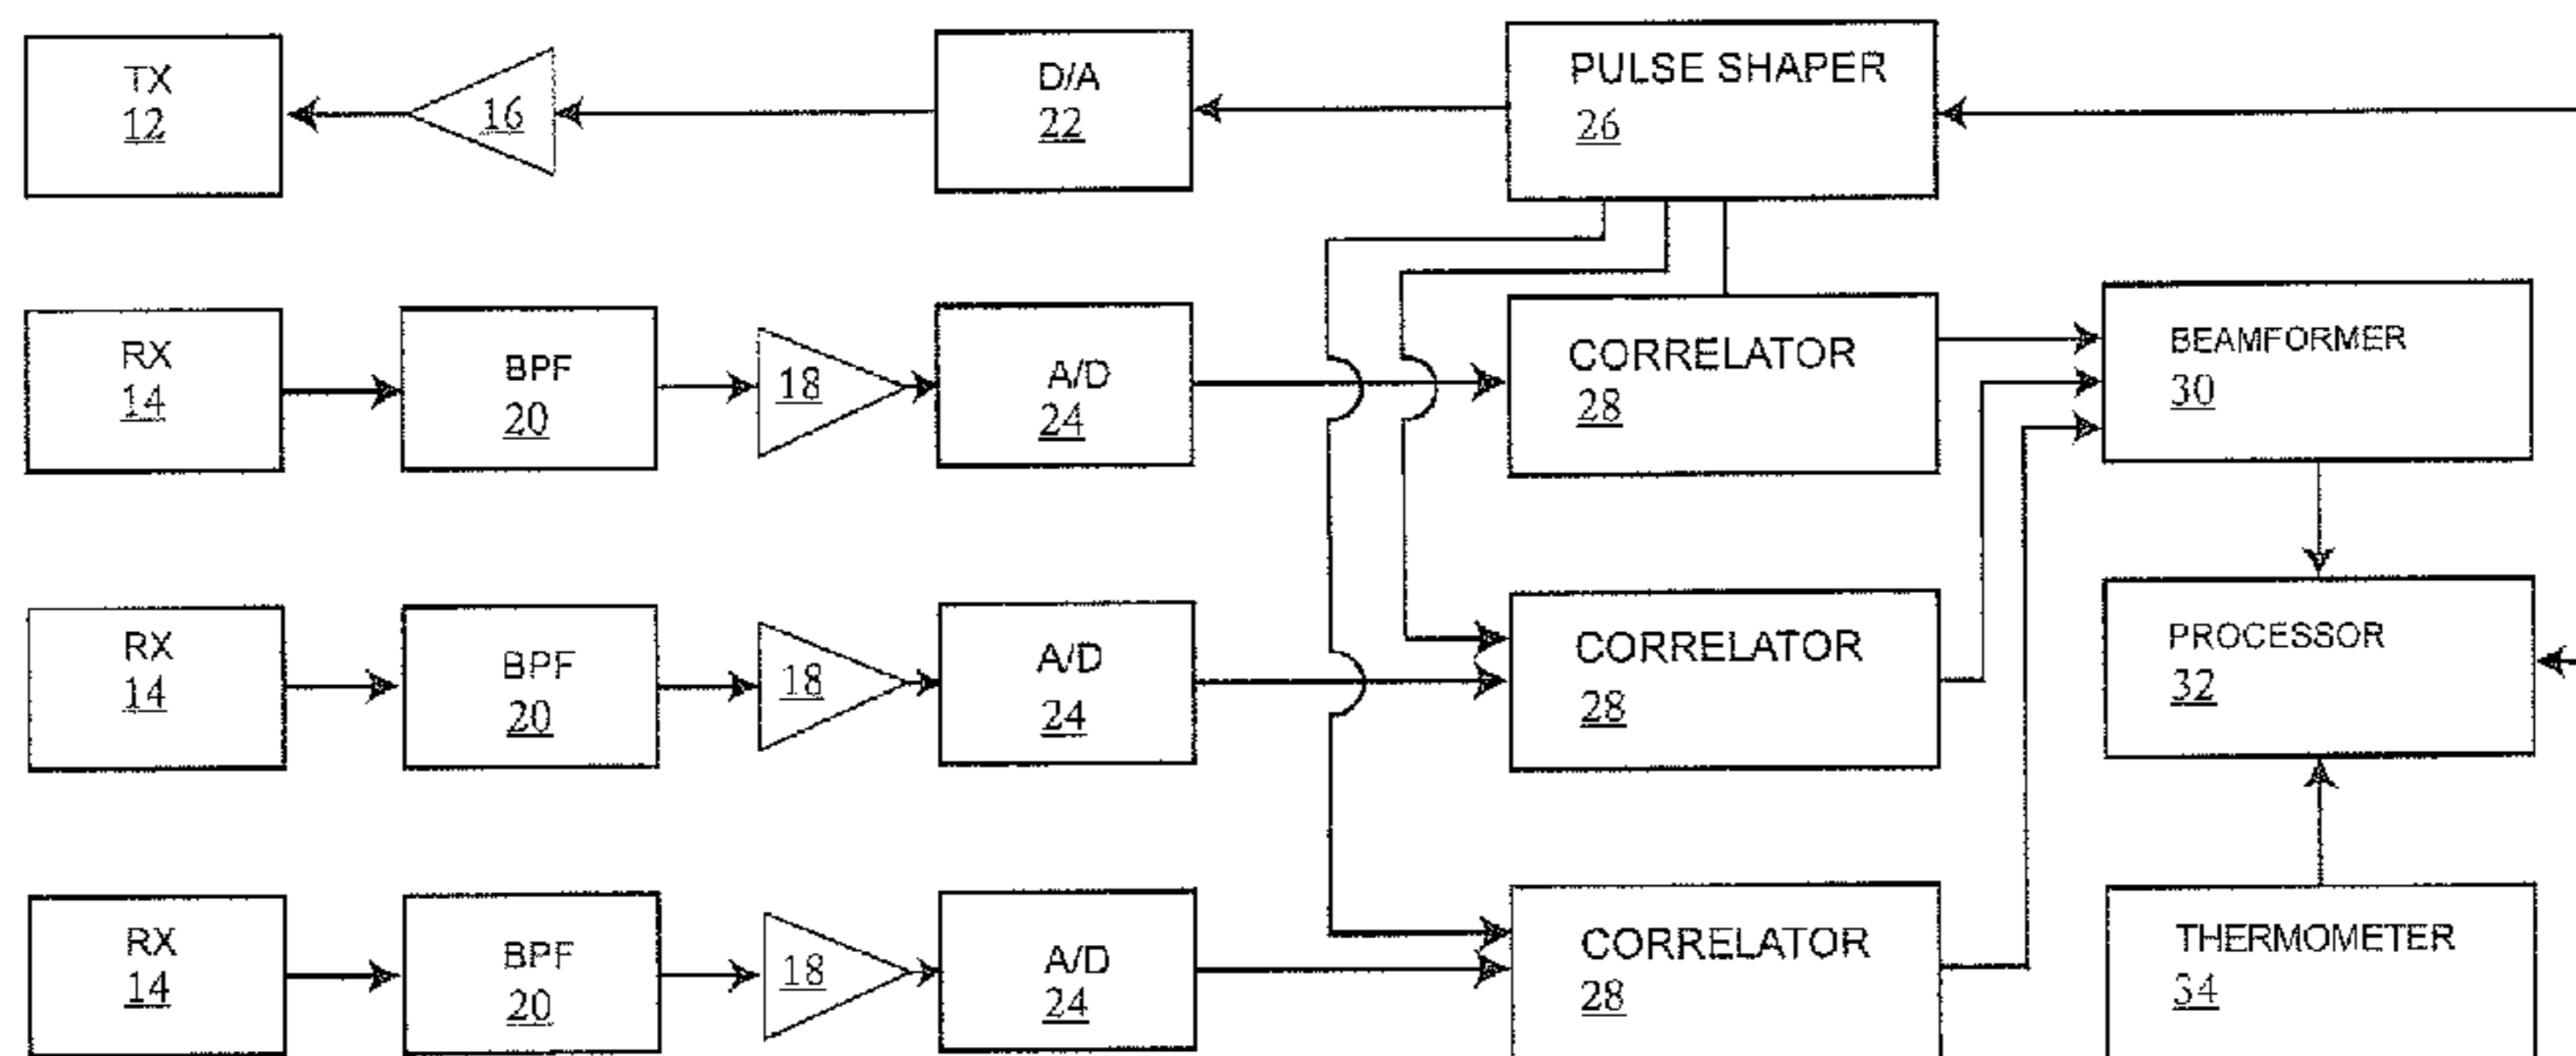 TX
12
16
D/A
22
PULSE SHAPER
26
RX
14
BPF
20
18
A/D
24
CORRELATOR
28
BEAMFORMER
30
RX
14
BPF
20
18
A/D
24
CORRELATOR
28
PROCESSOR
32
RX
14
BPF
20
18
A/D
24
CORRELATOR
28
THERMOMETER
34